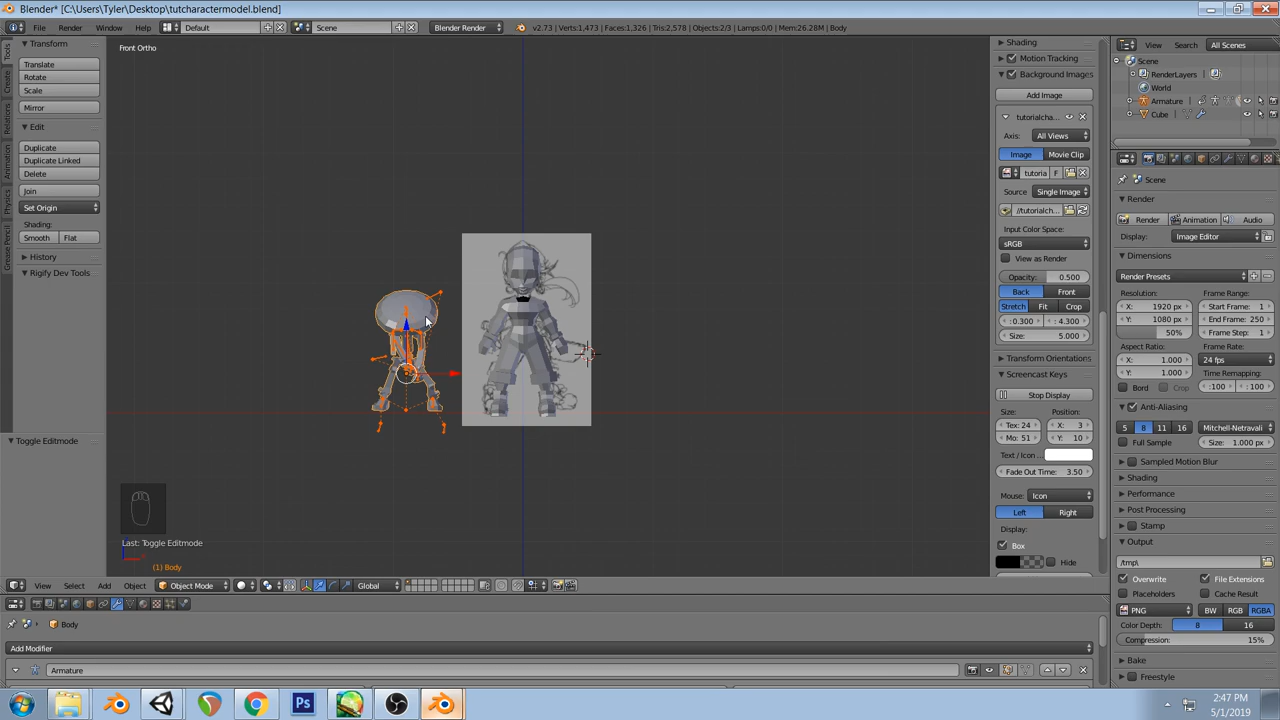 Blender* [C:\Users\Tyler\Desktop\tutcharactermodel.blend]
File Render Window Help Default Scene Blender Render v2.73 | Verts:1,473 | Faces:1,326 | Tris:2,578 | Objects:2/3 | Lamps:0/0 | Mem:26.28M | Body
View Search All Scenes
Tools
Create
Relations
Animation
Physics
Grease Pencil
Transform
Translate
Rotate
Scale
Mirror
Edit
Duplicate
Duplicate Linked
Delete
Join
Set Origin
Shading:
Smooth Flat
History
Rigify Dev Tools
Toggle Editmode
Front Ortho
Last: Toggle Editmode
(1) Body
Shading
Motion Tracking
Background Images
Add Image
tutorialcha...
Axis: All Views
Image Movie Clip
tutoria F
Source Single Image
//tutorialch...
Input Color Space:
sRGB
View as Render
Opacity: 0.500
Back Front
Stretch Fit Crop
:0.300 : 4.300
Size: 5.000
Transform Orientations
Screencast Keys
Stop Display
Size: Position:
Tex: 24 X: 3
Mo: 51 Y: 10
Text / Icon ...
Fade Out Time: 3.50
Mouse: Icon
Left Right
Display:
Box
Hide
Scene
RenderLayers
World
Armature
Cube
Scene
Render
Render Animation Audio
Display: Image Editor
Dimensions
Render Presets
Resolution: Frame Range:
X: 1920 px Start Frame: 1
Y: 1080 px End Frame: 250
50% Frame Step: 1
Aspect Ratio: Frame Rate:
X: 1.000 24 fps
Y: 1.000 Time Remapping:
Bord Crop :100 : 100
Anti-Aliasing
5 8 11 16 Mitchell-Netravali
Full Sample Size: 1.000 px
Sampled Motion Blur
Shading
Performance
Post Processing
Stamp
Output
/tmp\
Overwrite File Extensions
Placeholders Cache Result
PNG BW RGB RGBA
Color Depth: 8 16
Compression: 15%
Bake
Freestyle
View Select Add Object Object Mode Global
Body
Add Modifier
Armature
Ps
2:47 PM
5/1/2019